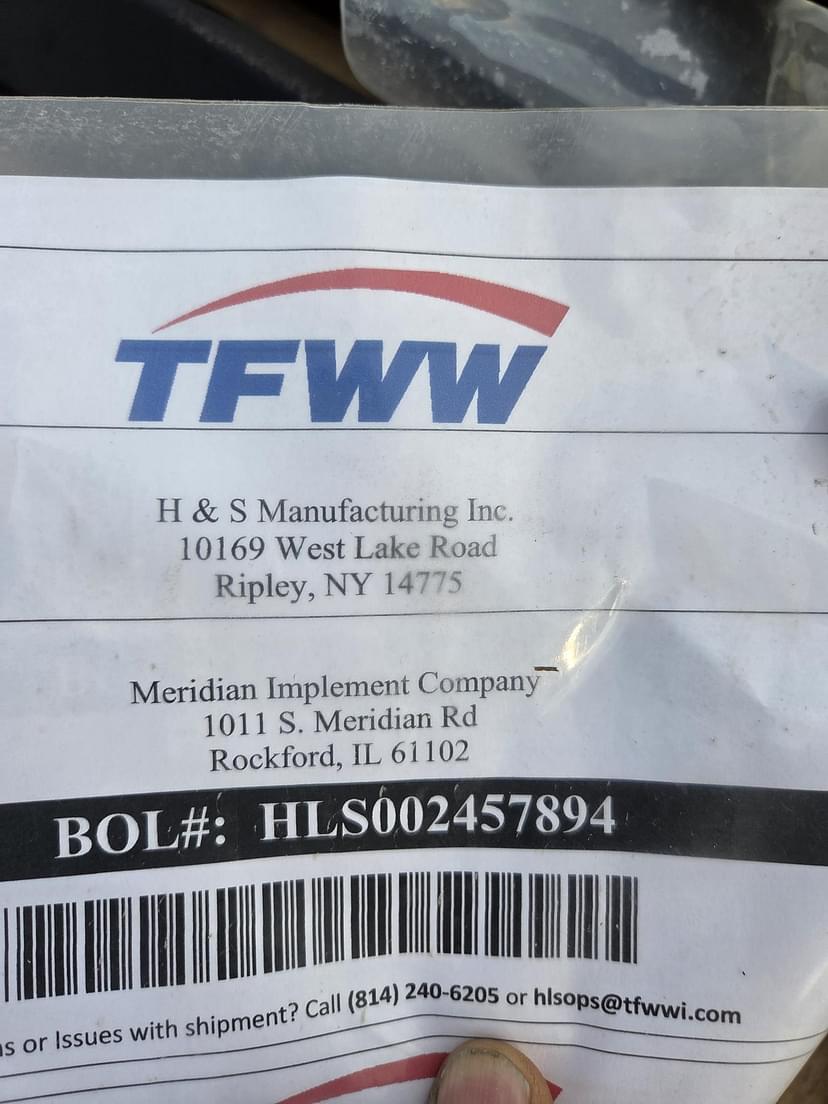 TFWW
H & S Manufacturing Inc.
10169 West Lake Road
Ripley, NY 14775
Meridian Implement Company
1011 S. Meridian Rd
Rockford, IL 61102
BOL#: HLS002457894
or Issues with shipment? Call (814) 240-6205 or hlsops@tfwwi.com